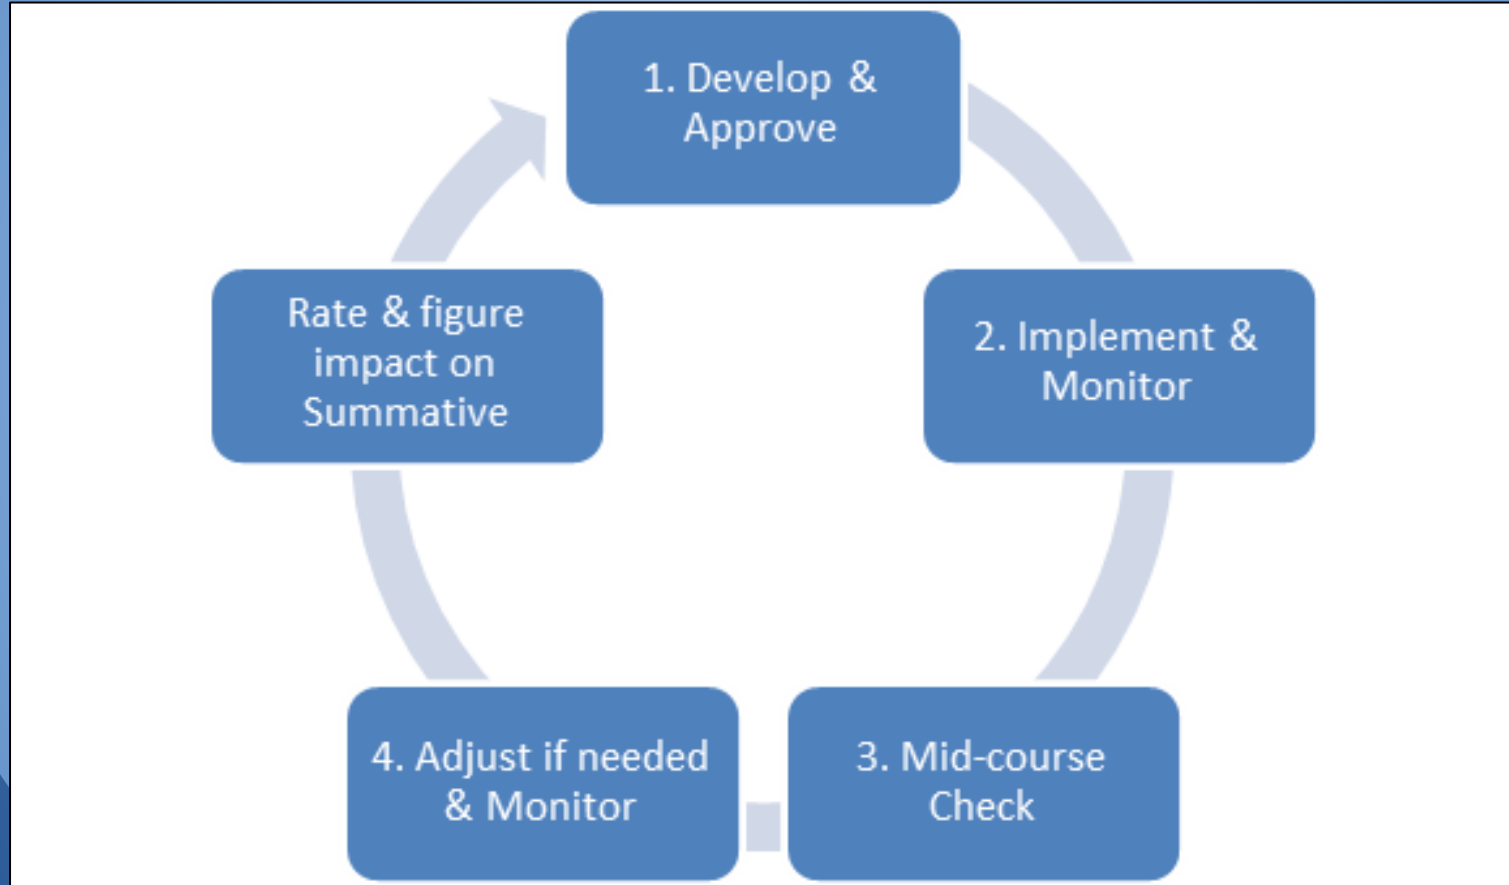 1. Develop &
Approve
2. Implement &
Monitor
3. Mid-course
Check
4. Adjust if needed
& Monitor
Rate & figure
impact on
Summative